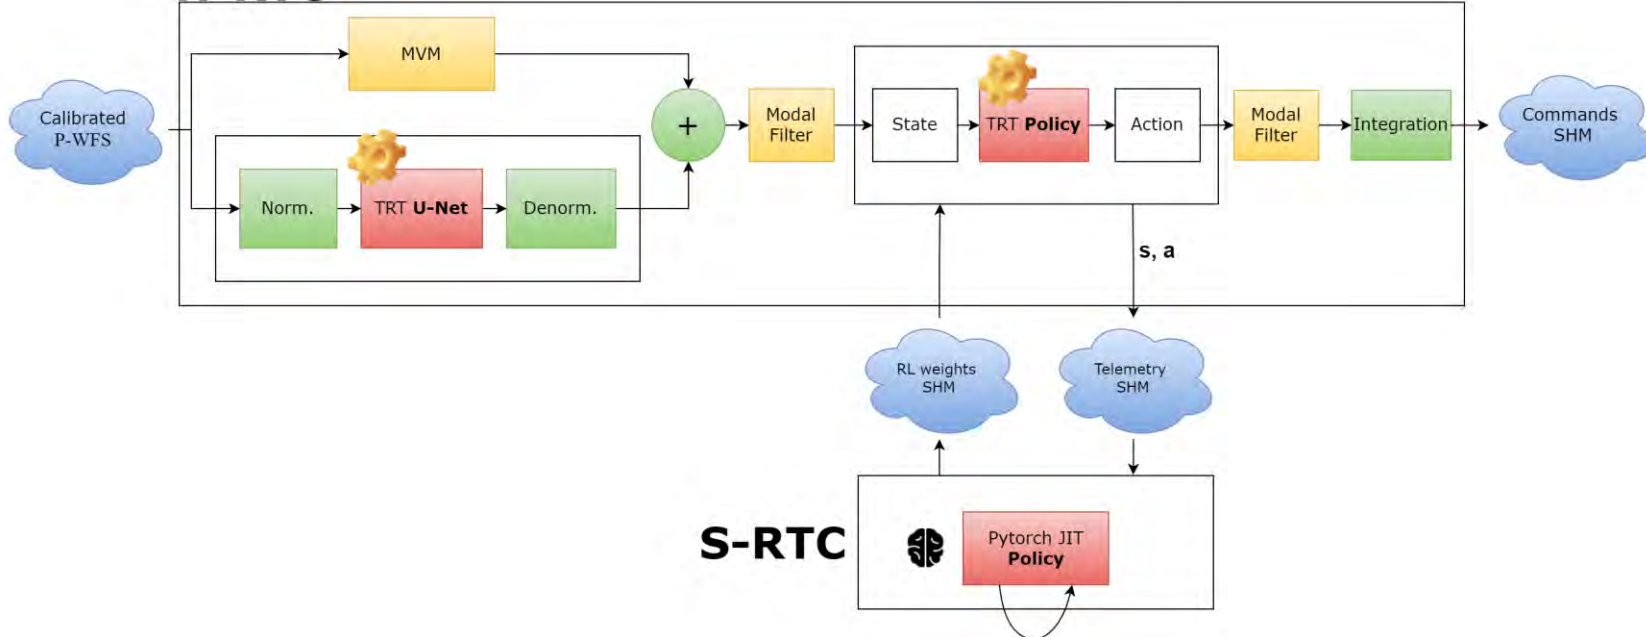 MVM
Calibrated
P-WFS
+
Modal
Filter
State
TRT Policy
Action
Modal
Filter
Integration
Commands
SHM
Norm.
TRT U-Net
Denorm.
s, a
RL weights
SHM
Telemetry
SHM
S-RTC
Pytorch JIT
Policy